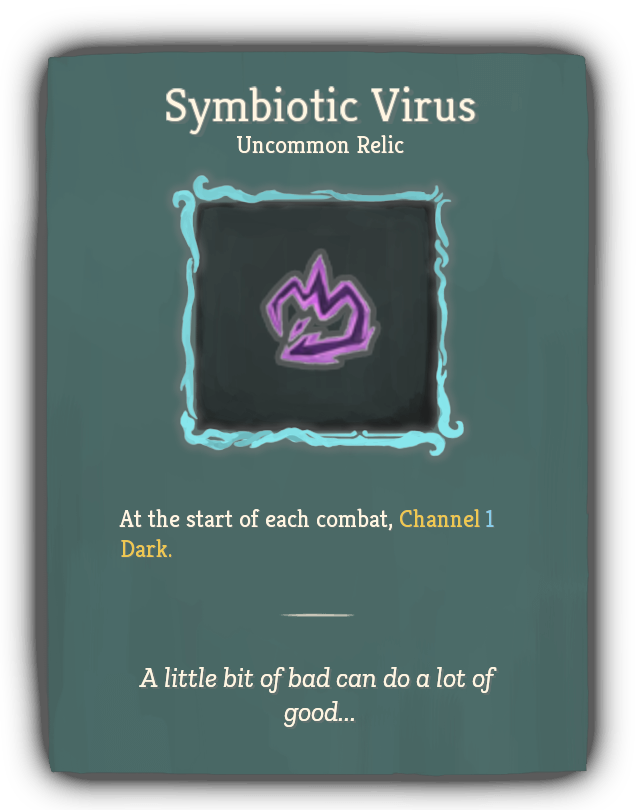 Symbiotic Virus
Uncommon Relic
At the start of each combat, Channel 1
Dark.
A little bit of bad can do a lot of
good...